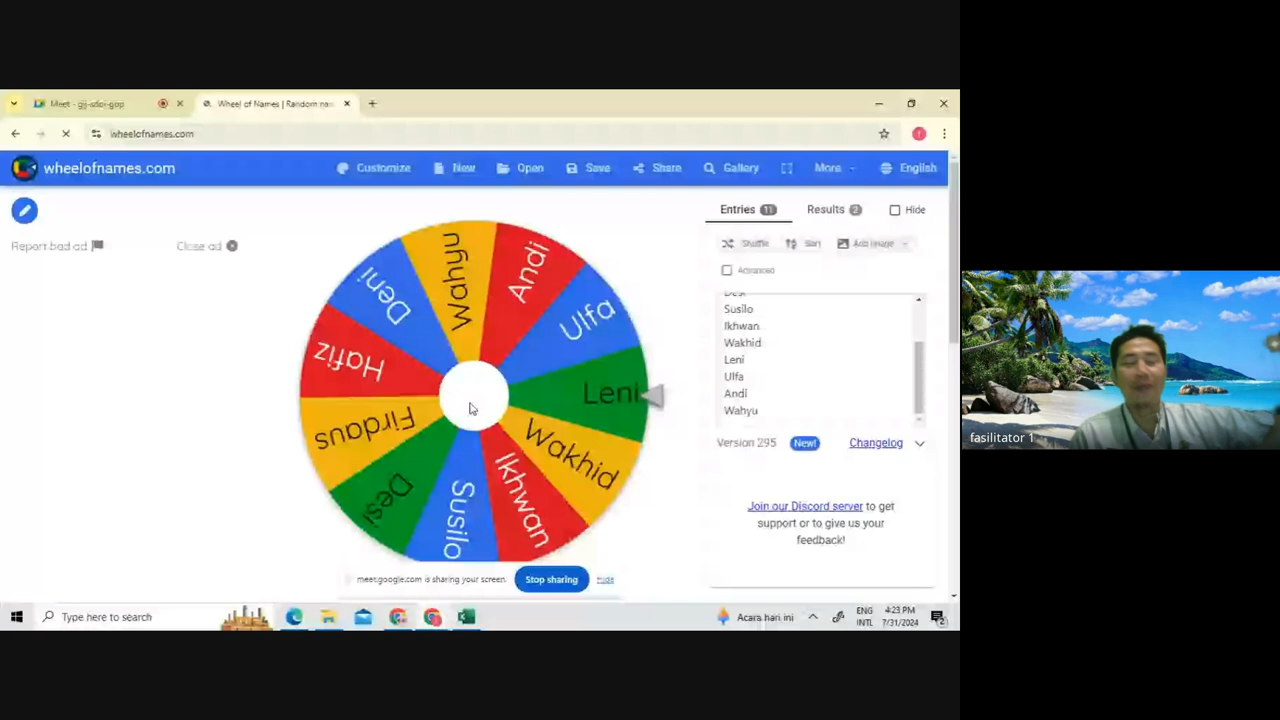 Meet - gjj-sdoi-gop
Wheel of Names | Random na
wheelofnames.com
wheelofnames.com
Customize
New
Open
Save
Share
Gallery
More
English
Report bad ad
Close ad
Entries 11
Results 2
Hide
Shuffle
Sort
Add image
Advanced
Desi
Susilo
Ikhwan
Wakhid
Leni
Ulfa
Andi
Wahyu
Wahyu
Andi
Ulfa
Leni
Wakhid
Ikhwan
Susilo
Desi
Firdaus
Hafiz
Deni
Version 295
New!
Changelog
Join our Discord server to get
support or to give us your
feedback!
meet.google.com is sharing your screen.
Stop sharing
Hide
fasilitator 1
Type here to search
Acara hari ini
ENG
INTL
4:23 PM
7/31/2024
2